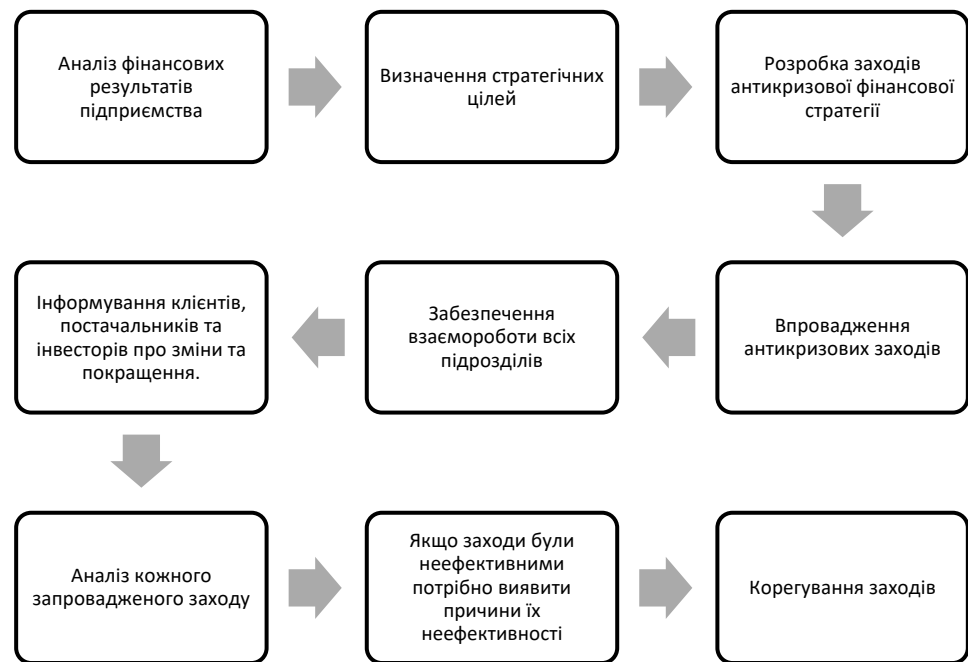 Аналіз фінансових
результатів
підприємства
Визначення стратегічних
цілей
Розробка заходів
антикризової фінансової
стратегії
Впровадження
антикризових заходів
Забезпечення
взаємороботи всіх
підрозділів
Інформування клієнтів,
постачальників та
інвесторів про зміни та
покращення.
Аналіз кожного
запровадженого заходу
Якщо заходи були
неефективними
потрібно виявити
причини їх
неефективності
Корегування заходів